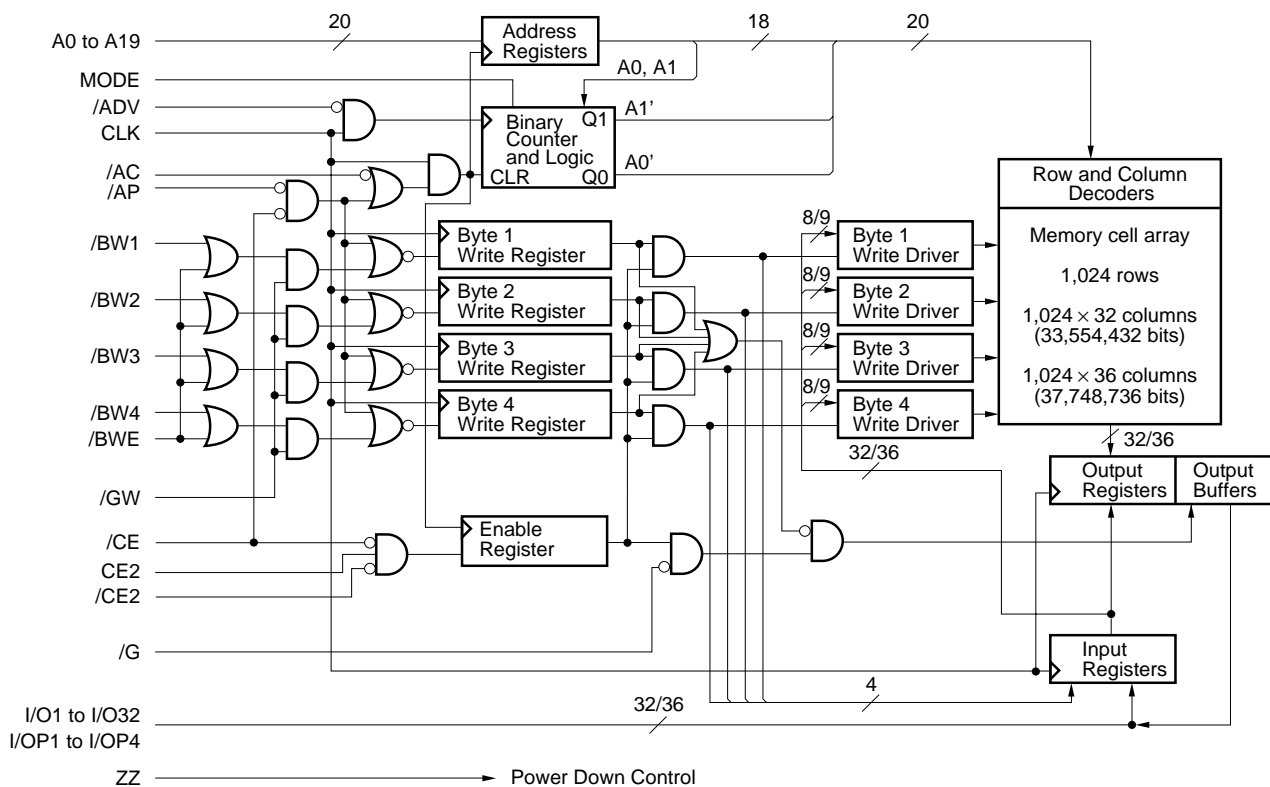 20
18
20
A0 to A19
Address
Registers
MODE
A0, A1
/ADV
CLK
Binary
Counter
and Logic
CLR
Q1
Q0
A1’
A0’
/AC
/AP
Row and Column
Decoders
Memory cell array
1,024 rows
1,024 × 32 columns
(33,554,432 bits)
1,024 × 36 columns
(37,748,736 bits)
/BW1
Byte 1
Write Register
8/9
Byte 1
Write Driver
/BW2
Byte 2
Write Register
8/9
Byte 2
Write Driver
/BW3
Byte 3
Write Register
8/9
Byte 3
Write Driver
/BW4
/BWE
Byte 4
Write Register
8/9
Byte 4
Write Driver
32/36
32/36
/GW
Output
Registers
Output
Buffers
/CE
CE2
/CE2
Enable
Register
/G
Input
Registers
4
32/36
I/O1 to I/O32
I/OP1 to I/OP4
ZZ
Power Down Control